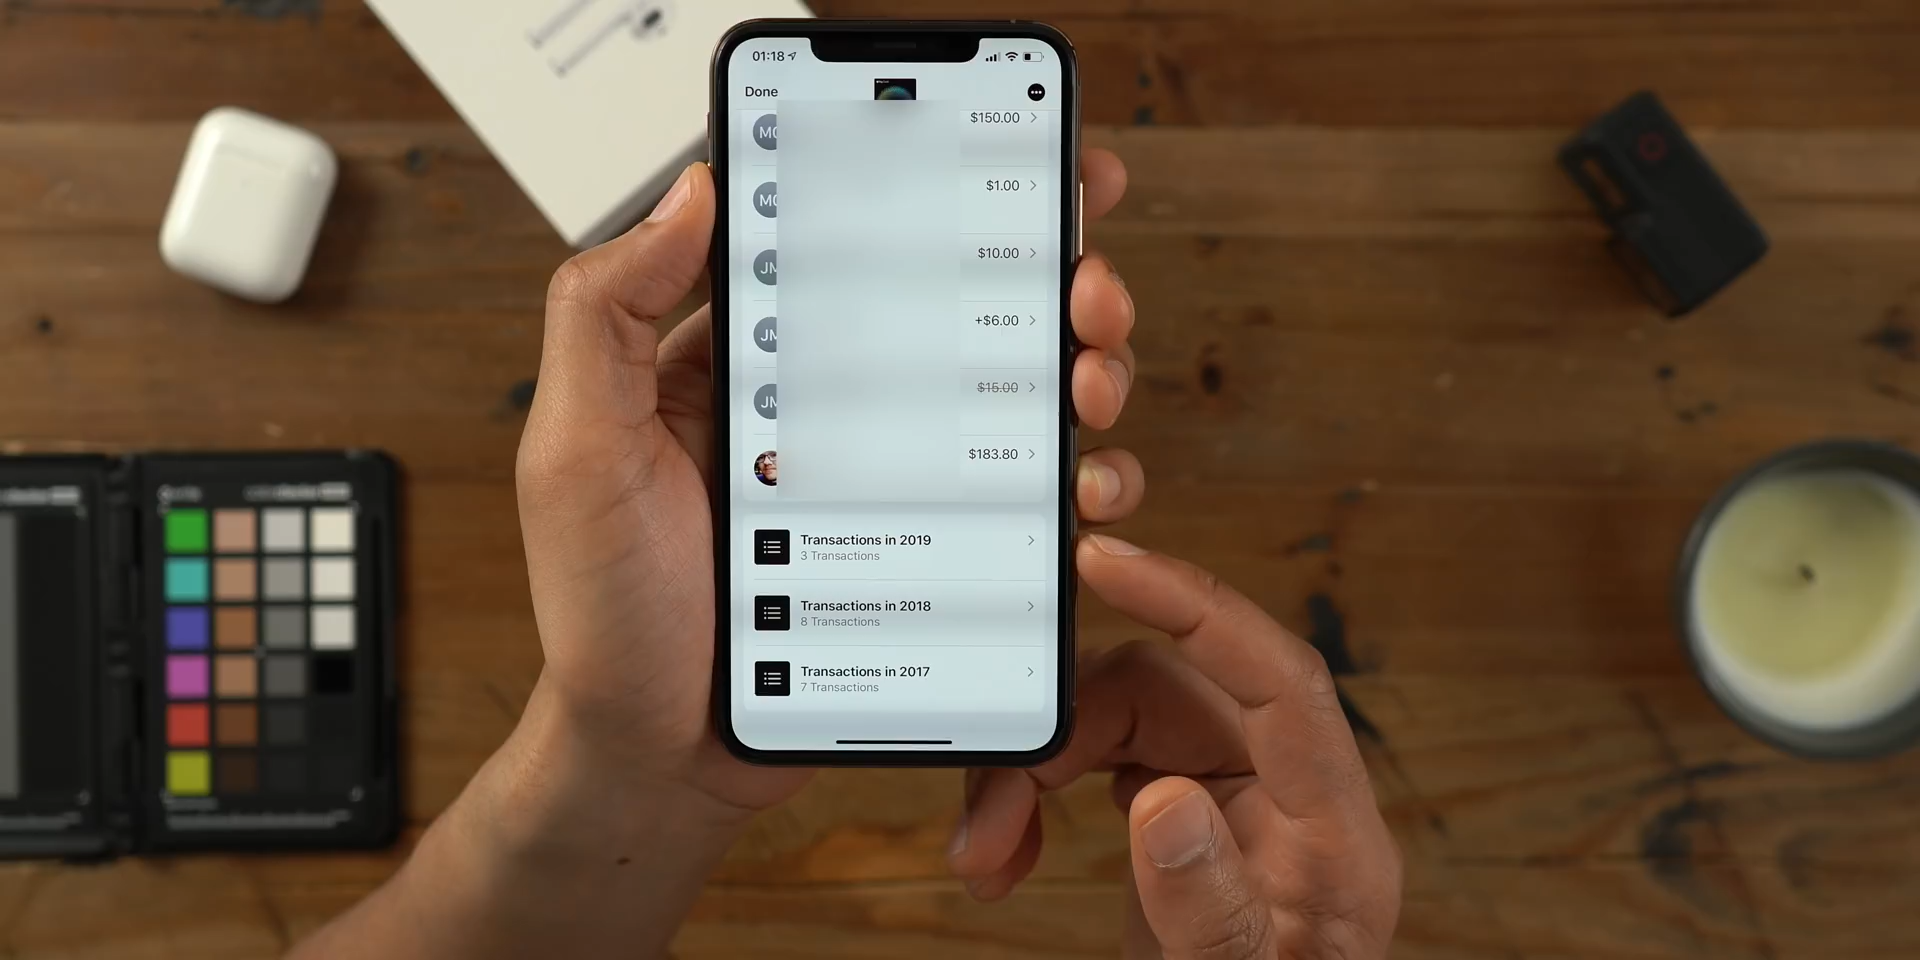 01:18
Done
$150.00
MC
$1.00
MC
$10.00
JM
+$6.00
JM
$15.00
JM
$183.80
Transactions in 2019
3 Transactions
Transactions in 2018
8 Transactions
Transactions in 2017
7 Transactions